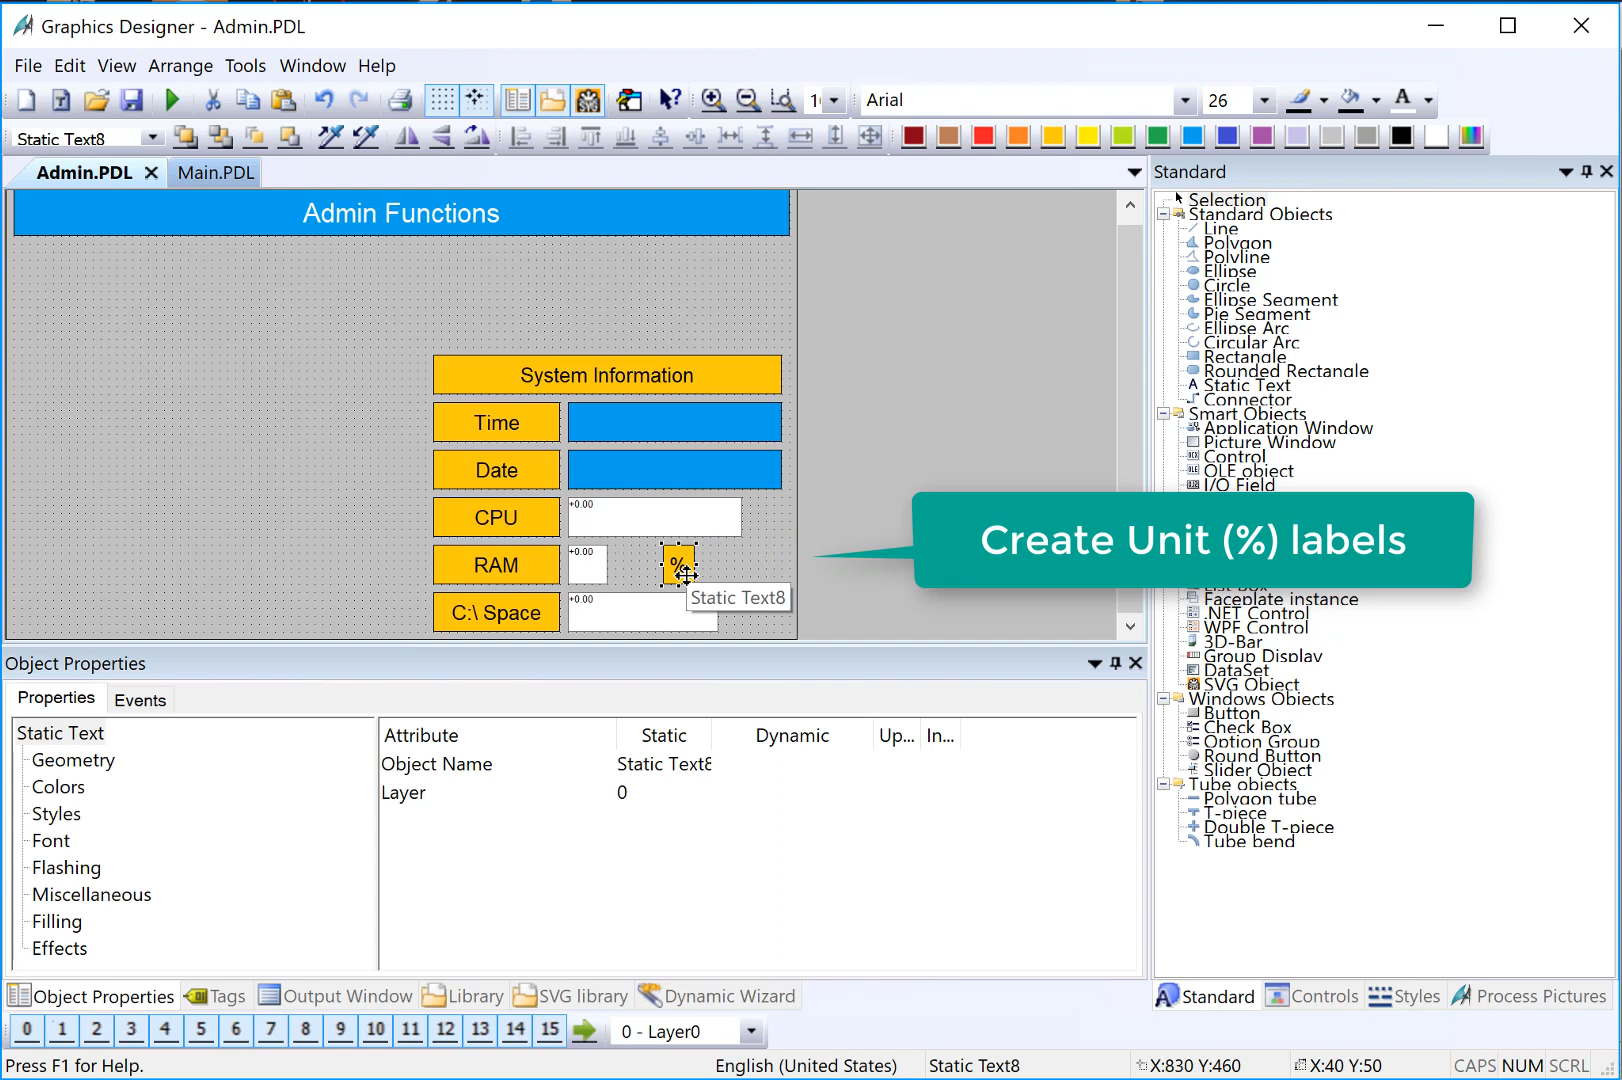 Graphics Designer - Admin.PDL
File Edit View Arrange Tools Window Help
Arial 26
Static Text8
Admin.PDL Main.PDL
Standard
Admin Functions
System Information
Time
Date
CPU +0.00
RAM +0.00 %
Static Text8
C:\ Space +0.00
Create Unit (%) labels
Selection
Standard Objects
Line
Polygon
Polyline
Ellipse
Circle
Ellipse Segment
Pie Segment
Ellipse Arc
Circular Arc
Rectangle
Rounded Rectangle
Static Text
Connector
Smart Objects
Application Window
Picture Window
Control
OLE object
I/O Field
Faceplate instance
.NET Control
WPF Control
3D-Bar
Group Display
DataSet
SVG Object
Windows Objects
Button
Check Box
Option Group
Round Button
Slider Object
Tube objects
Polygon tube
T-piece
Double T-piece
Tube bend
Object Properties
Properties Events
Static Text
Geometry
Colors
Styles
Font
Flashing
Miscellaneous
Filling
Effects
Attribute Static Dynamic Up... In...
Object Name Static Text8
Layer 0
Object Properties Tags Output Window Library SVG library Dynamic Wizard
Standard Controls Styles Process Pictures
0 1 2 3 4 5 6 7 8 9 10 11 12 13 14 15 0 - Layer0
Press F1 for Help. English (United States) Static Text8 X:830 Y:460 X:40 Y:50 CAPS NUM SCRL